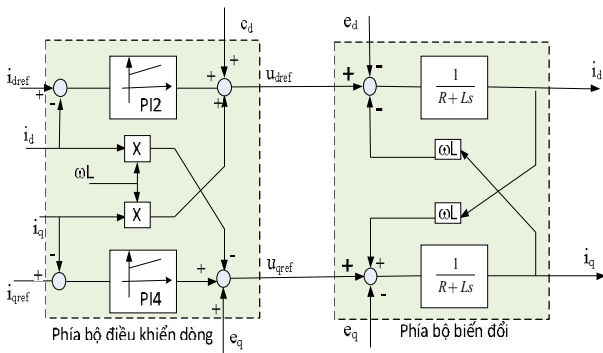 e_d e_d
i_dref + - PI2 + + + u_dref + - - 1/(R+Ls) i_d
i_d X ωL
ωL
i_q X ωL
i_qref + - PI4 + - + u_qref + + - 1/(R+Ls) i_q
e_q e_q
Phía bộ điều khiển dòng Phía bộ biến đổi